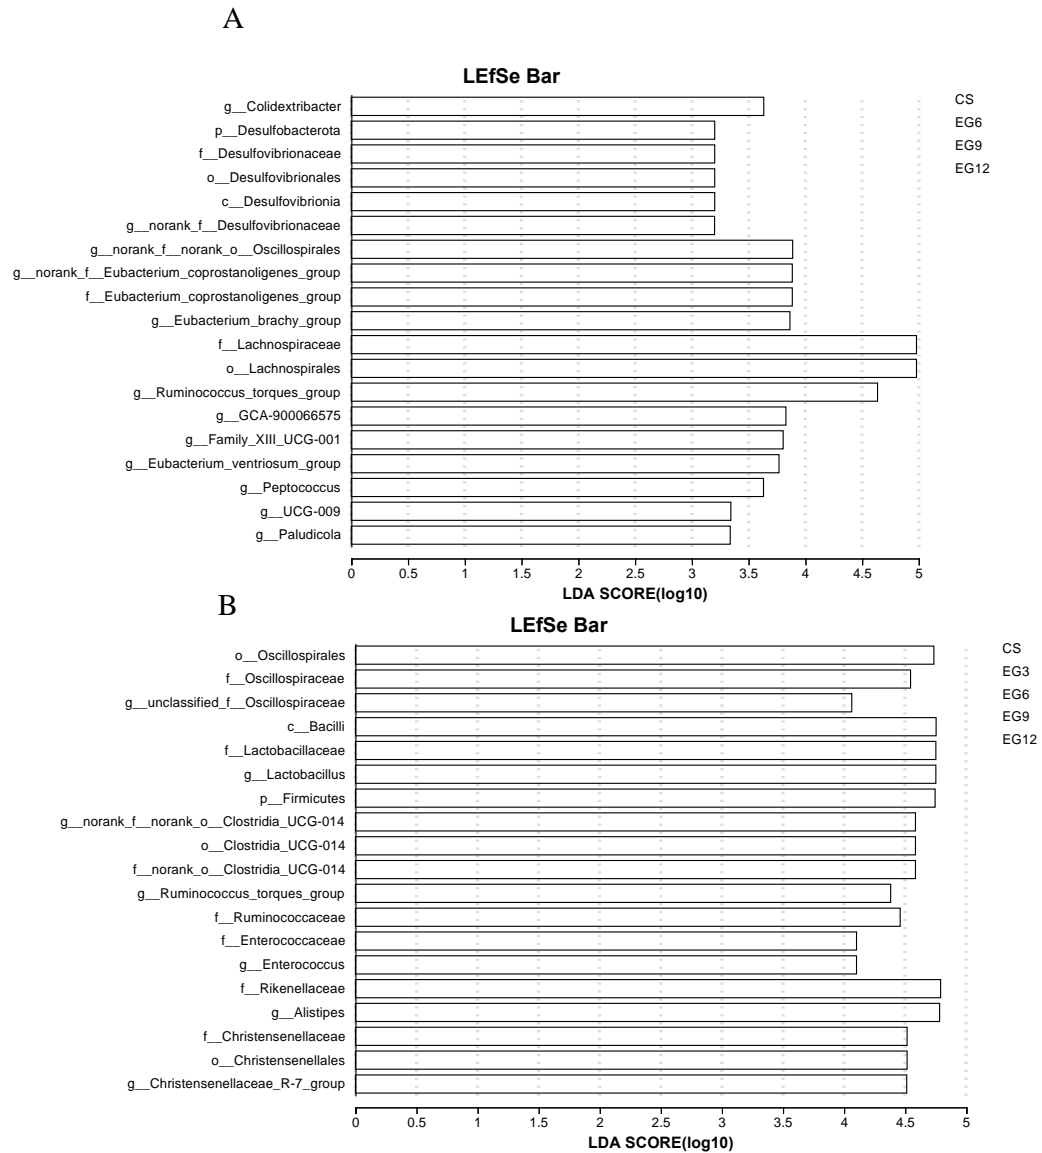 A
LEfSe Bar
g__Colidextribacter
p__Desulfobacterota
f__Desulfovibrionaceae
o__Desulfovibrionales
c__Desulfovibrionia
g__norank_f__Desulfovibrionaceae
g__norank_f__norank_o__Oscillospirales
g__norank_f__Eubacterium_coprostanoligenes_group
f__Eubacterium_coprostanoligenes_group
g__Eubacterium_brachy_group
f__Lachnospiraceae
o__Lachnospirales
g__Ruminococcus_torques_group
g__GCA-900066575
g__Family_XIII_UCG-001
g__Eubacterium_ventriosum_group
g__Peptococcus
g__UCG-009
g__Paludicola
CS
EG6
EG9
EG12
0 0.5 1 1.5 2 2.5 3 3.5 4 4.5 5
LDA SCORE(log10)
B
LEfSe Bar
o__Oscillospirales
f__Oscillospiraceae
g__unclassified_f__Oscillospiraceae
c__Bacilli
f__Lactobacillaceae
g__Lactobacillus
p__Firmicutes
g__norank_f__norank_o__Clostridia_UCG-014
o__Clostridia_UCG-014
f__norank_o__Clostridia_UCG-014
g__Ruminococcus_torques_group
f__Ruminococcaceae
f__Enterococcaceae
g__Enterococcus
f__Rikenellaceae
g__Alistipes
f__Christensenellaceae
o__Christensenellales
g__Christensenellaceae_R-7_group
CS
EG3
EG6
EG9
EG12
0 0.5 1 1.5 2 2.5 3 3.5 4 4.5 5
LDA SCORE(log10)